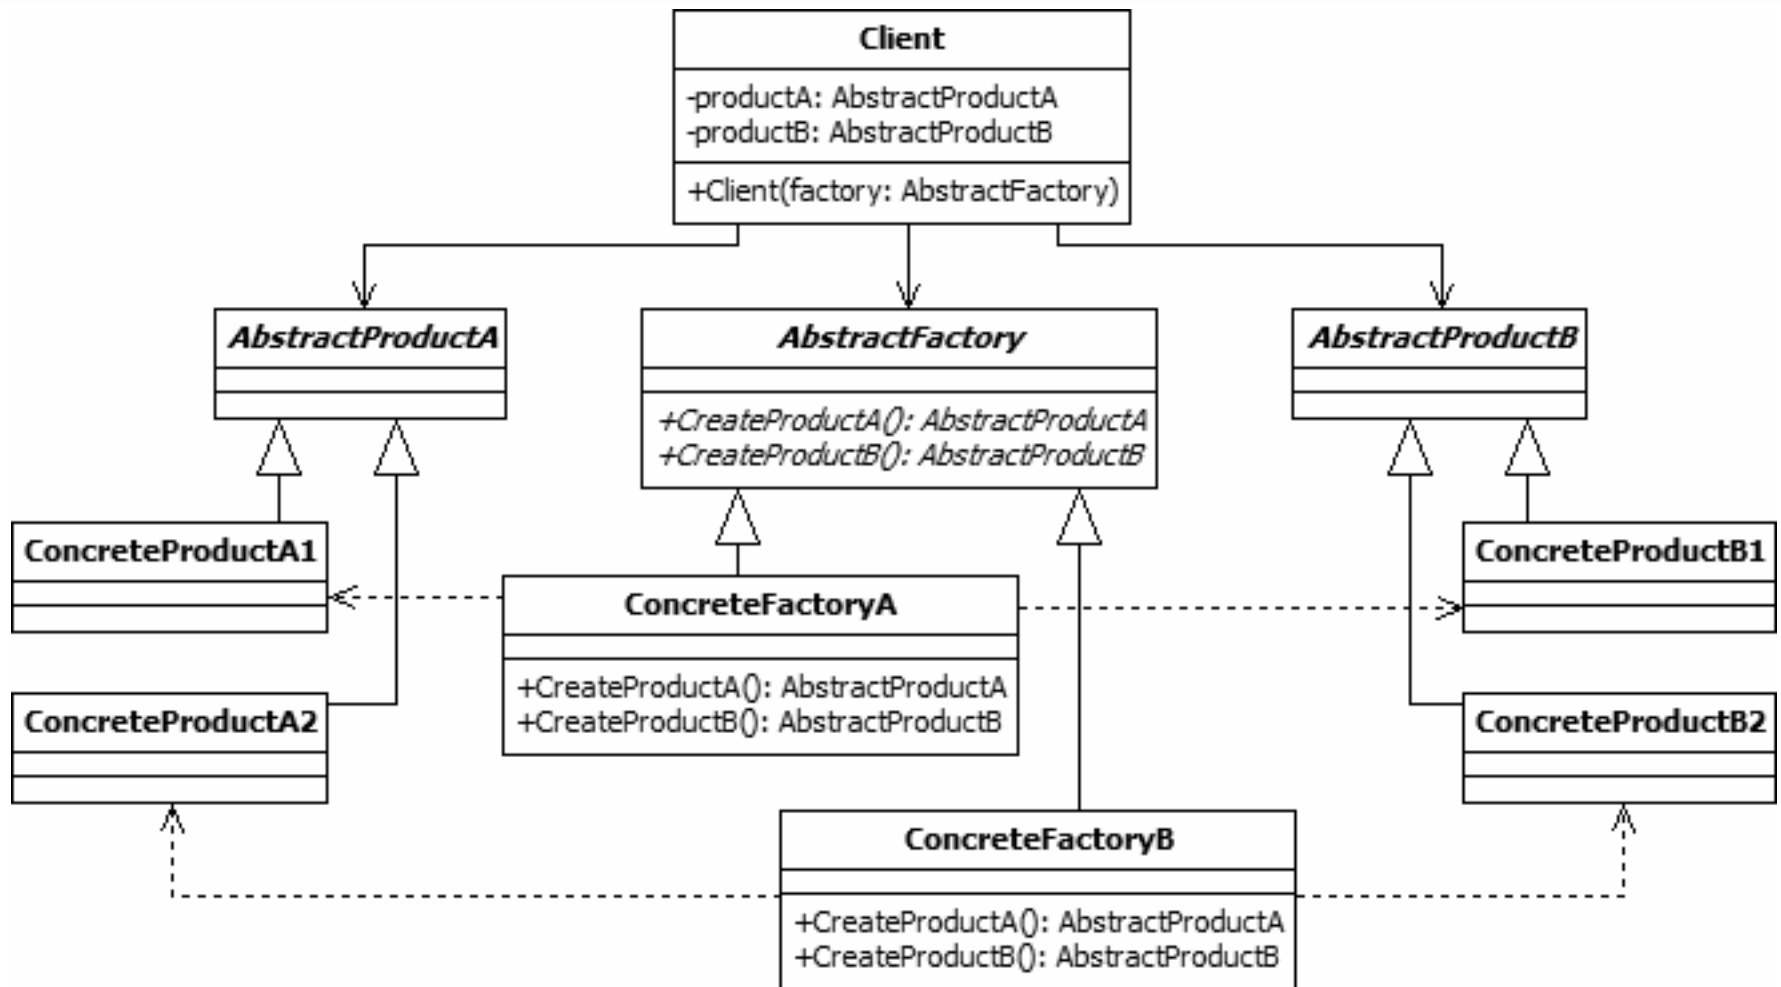 Client
-productA: AbstractProductA
-productB: AbstractProductB
+Client(factory: AbstractFactory)
AbstractProductA
AbstractFactory
+CreateProductA(): AbstractProductA
+CreateProductB(): AbstractProductB
AbstractProductB
ConcreteProductA1
ConcreteFactoryA
+CreateProductA(): AbstractProductA
+CreateProductB(): AbstractProductB
ConcreteProductB1
ConcreteProductA2
ConcreteProductB2
ConcreteFactoryB
+CreateProductA(): AbstractProductA
+CreateProductB(): AbstractProductB